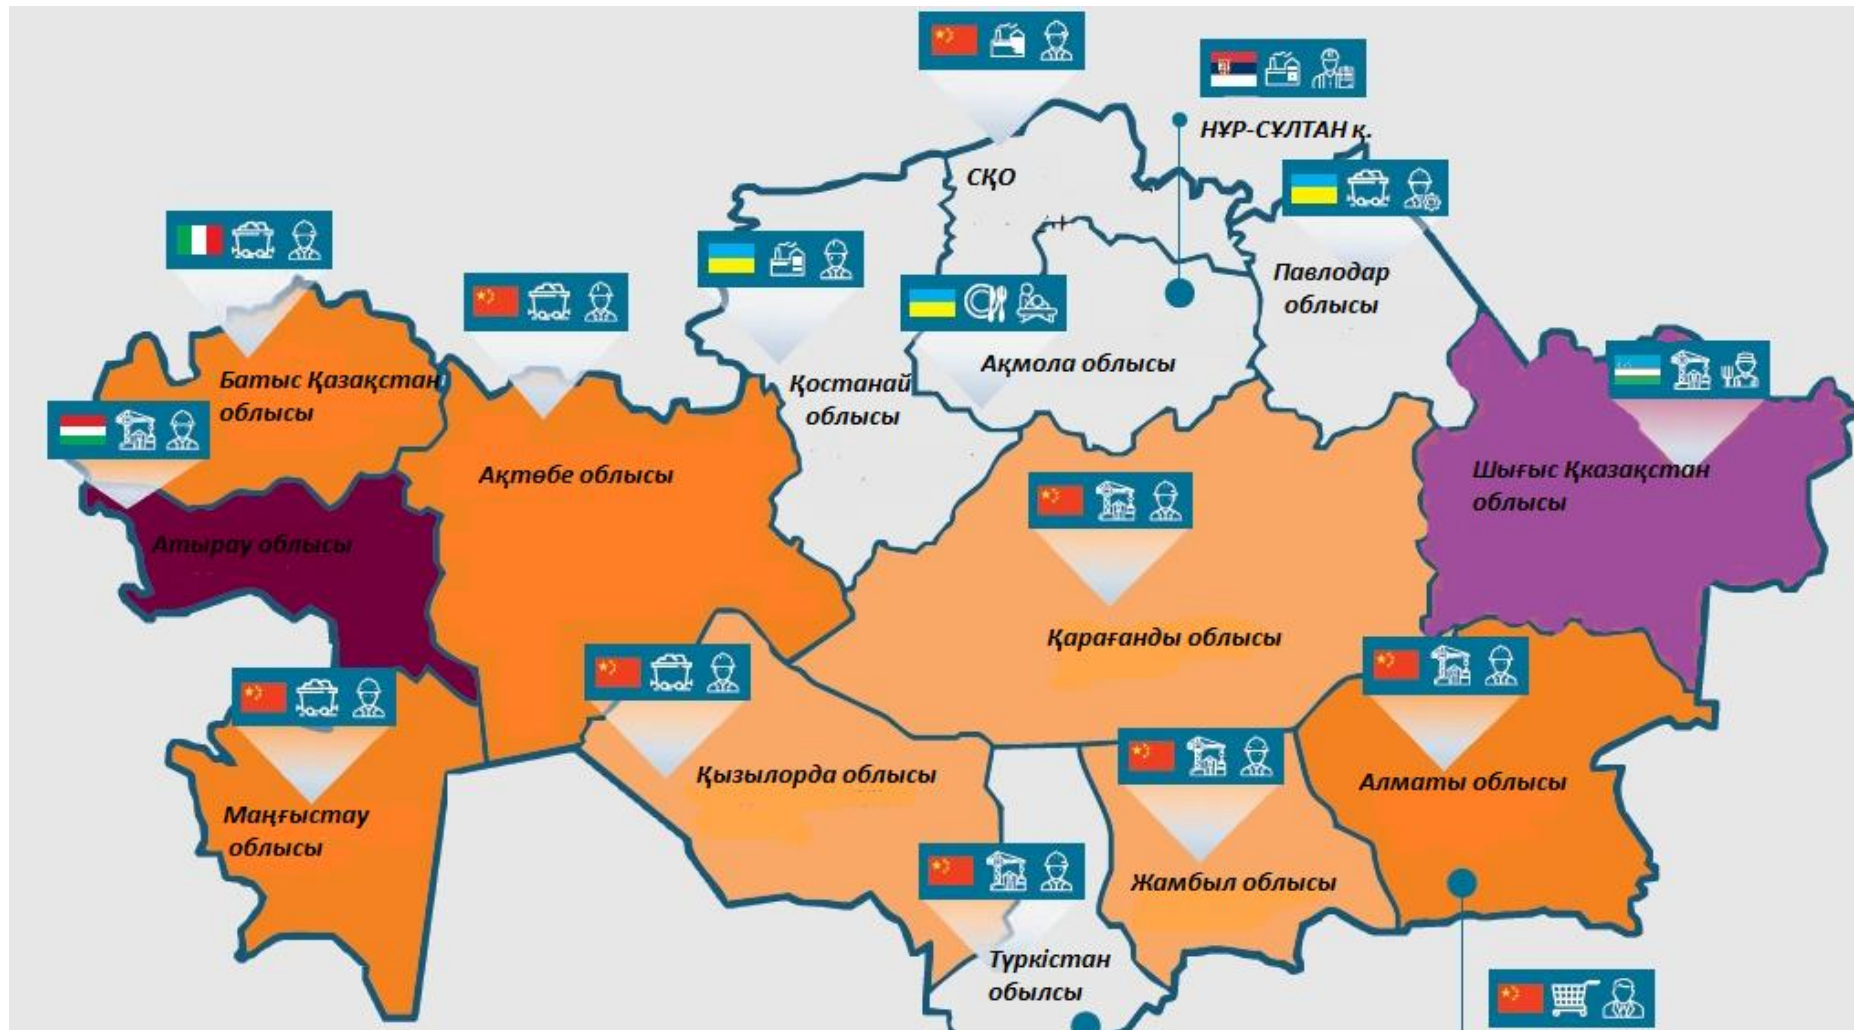 НҰР-СҰЛТАН қ.
СҚО
Павлодар
облысы
Ақмола облысы
Батыс Қазақстан
облысы
Қостанай
облысы
Ақтөбе облысы
Шығыс Қказақстан
облысы
Атырау облысы
Қарағанды облысы
Қызылорда облысы
Алматы облысы
Маңғыстау
облысы
Жамбыл облысы
Түркістан
обылсы